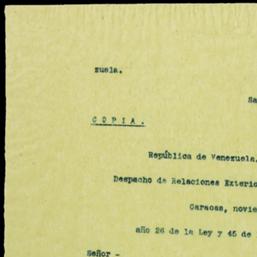 zuela.
Sa
COPIA.
República de Venezuela.
Despacho de Relaciones Exterio
Caracas, novie
año 26 de la Ley y 45 de
Señor -